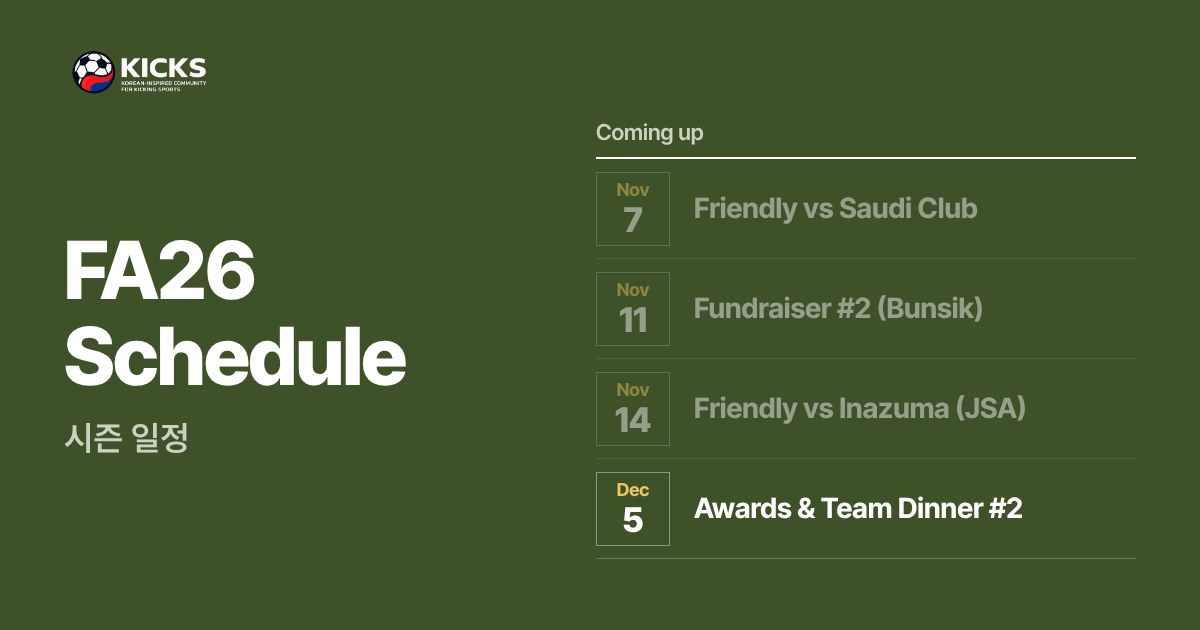 KICKS
KOREAN-INSPIRED COMMUNITY
FOR KICKING SPORTS
FA26
Schedule
시즌 일정
Coming up
Nov
7
Friendly vs Saudi Club
Nov
11
Fundraiser #2 (Bunsik)
Nov
14
Friendly vs Inazuma (JSA)
Dec
5
Awards & Team Dinner #2